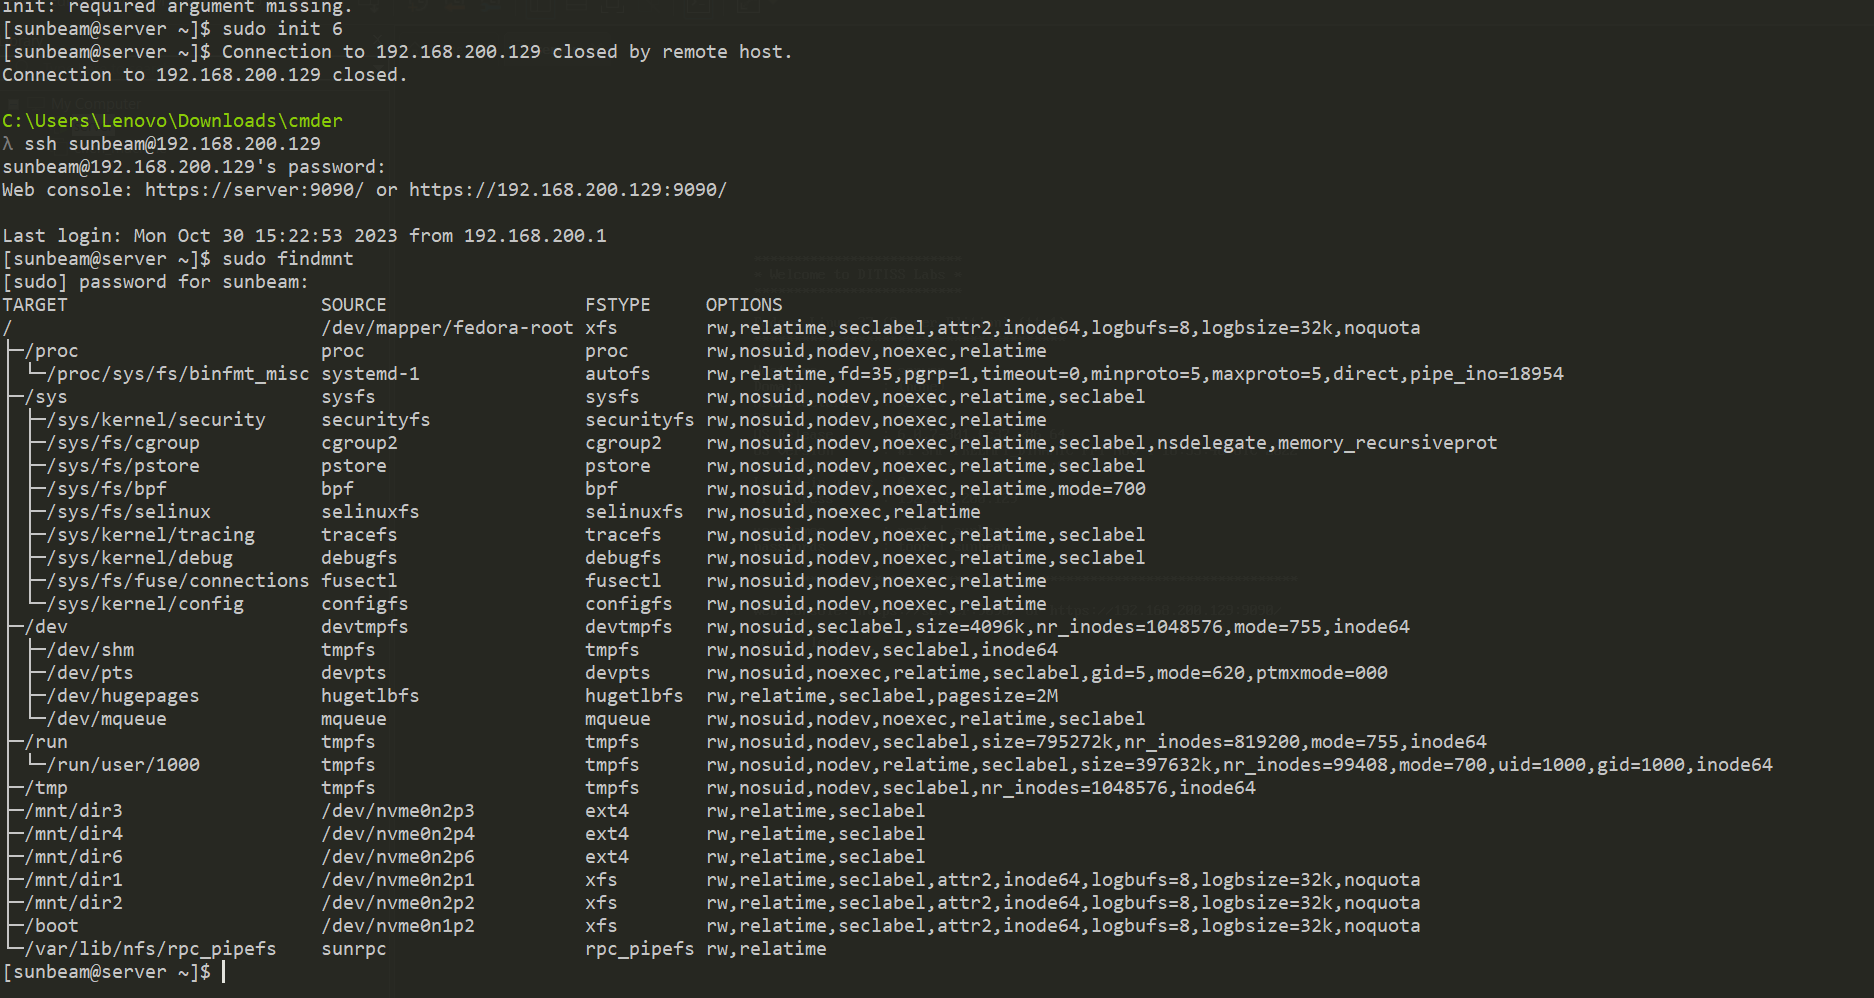 init: required argument missing.
[sunbeam@server ~]$ sudo init 6
[sunbeam@server ~]$ Connection to 192.168.200.129 closed by remote host.
Connection to 192.168.200.129 closed.
My Computer
C:\Users\Lenovo\Downloads\cmder
λ ssh sunbeam@192.168.200.129
sunbeam@192.168.200.129's password:
Web console: https://server:9090/ or https://192.168.200.129:9090/
Last login: Mon Oct 30 15:22:53 2023 from 192.168.200.1
[sunbeam@server ~]$ sudo findmnt
[sudo] password for sunbeam:
TARGET SOURCE FSTYPE OPTIONS
/ /dev/mapper/fedora-root xfs rw,relatime,seclabel,attr2,inode64,logbufs=8,logbsize=32k,noquota
├─/proc proc proc rw,nosuid,nodev,noexec,relatime
│ └─/proc/sys/fs/binfmt_misc systemd-1 autofs rw,relatime,fd=35,pgrp=1,timeout=0,minproto=5,maxproto=5,direct,pipe_ino=18954
├─/sys sysfs sysfs rw,nosuid,nodev,noexec,relatime,seclabel
│ ├─/sys/kernel/security securityfs securityfs rw,nosuid,nodev,noexec,relatime
│ ├─/sys/fs/cgroup cgroup2 cgroup2 rw,nosuid,nodev,noexec,relatime,seclabel,nsdelegate,memory_recursiveprot
│ ├─/sys/fs/pstore pstore pstore rw,nosuid,nodev,noexec,relatime,seclabel
│ ├─/sys/fs/bpf bpf bpf rw,nosuid,nodev,noexec,relatime,mode=700
│ ├─/sys/fs/selinux selinuxfs selinuxfs rw,nosuid,noexec,relatime
│ ├─/sys/kernel/tracing tracefs tracefs rw,nosuid,nodev,noexec,relatime,seclabel
│ ├─/sys/kernel/debug debugfs debugfs rw,nosuid,nodev,noexec,relatime,seclabel
│ ├─/sys/fs/fuse/connections fusectl fusectl rw,nosuid,nodev,noexec,relatime
│ └─/sys/kernel/config configfs configfs rw,nosuid,nodev,noexec,relatime
├─/dev devtmpfs devtmpfs rw,nosuid,seclabel,size=4096k,nr_inodes=1048576,mode=755,inode64
│ ├─/dev/shm tmpfs tmpfs rw,nosuid,nodev,seclabel,inode64
│ ├─/dev/pts devpts devpts rw,nosuid,noexec,relatime,seclabel,gid=5,mode=620,ptmxmode=000
│ ├─/dev/hugepages hugetlbfs hugetlbfs rw,relatime,seclabel,pagesize=2M
│ └─/dev/mqueue mqueue mqueue rw,nosuid,nodev,noexec,relatime,seclabel
├─/run tmpfs tmpfs rw,nosuid,nodev,seclabel,size=795272k,nr_inodes=819200,mode=755,inode64
│ └─/run/user/1000 tmpfs tmpfs rw,nosuid,nodev,relatime,seclabel,size=397632k,nr_inodes=99408,mode=700,uid=1000,gid=1000,inode64
├─/tmp tmpfs tmpfs rw,nosuid,nodev,seclabel,nr_inodes=1048576,inode64
├─/mnt/dir3 /dev/nvme0n2p3 ext4 rw,relatime,seclabel
├─/mnt/dir4 /dev/nvme0n2p4 ext4 rw,relatime,seclabel
├─/mnt/dir6 /dev/nvme0n2p6 ext4 rw,relatime,seclabel
├─/mnt/dir1 /dev/nvme0n2p1 xfs rw,relatime,seclabel,attr2,inode64,logbufs=8,logbsize=32k,noquota
├─/mnt/dir2 /dev/nvme0n2p2 xfs rw,relatime,seclabel,attr2,inode64,logbufs=8,logbsize=32k,noquota
├─/boot /dev/nvme0n1p2 xfs rw,relatime,seclabel,attr2,inode64,logbufs=8,logbsize=32k,noquota
└─/var/lib/nfs/rpc_pipefs sunrpc rpc_pipefs rw,relatime
[sunbeam@server ~]$